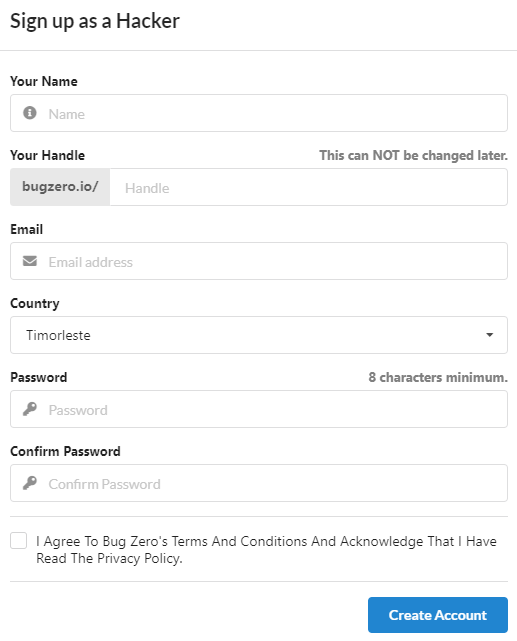 Sign up as a Hacker
Your Name
Name
Your Handle This can NOT be changed later.
bugzero.io/ Handle
Email
Email address
Country
Timorleste
Password 8 characters minimum.
Password
Confirm Password
Confirm Password
I Agree To Bug Zero's Terms And Conditions And Acknowledge That I Have
Read The Privacy Policy.
Create Account